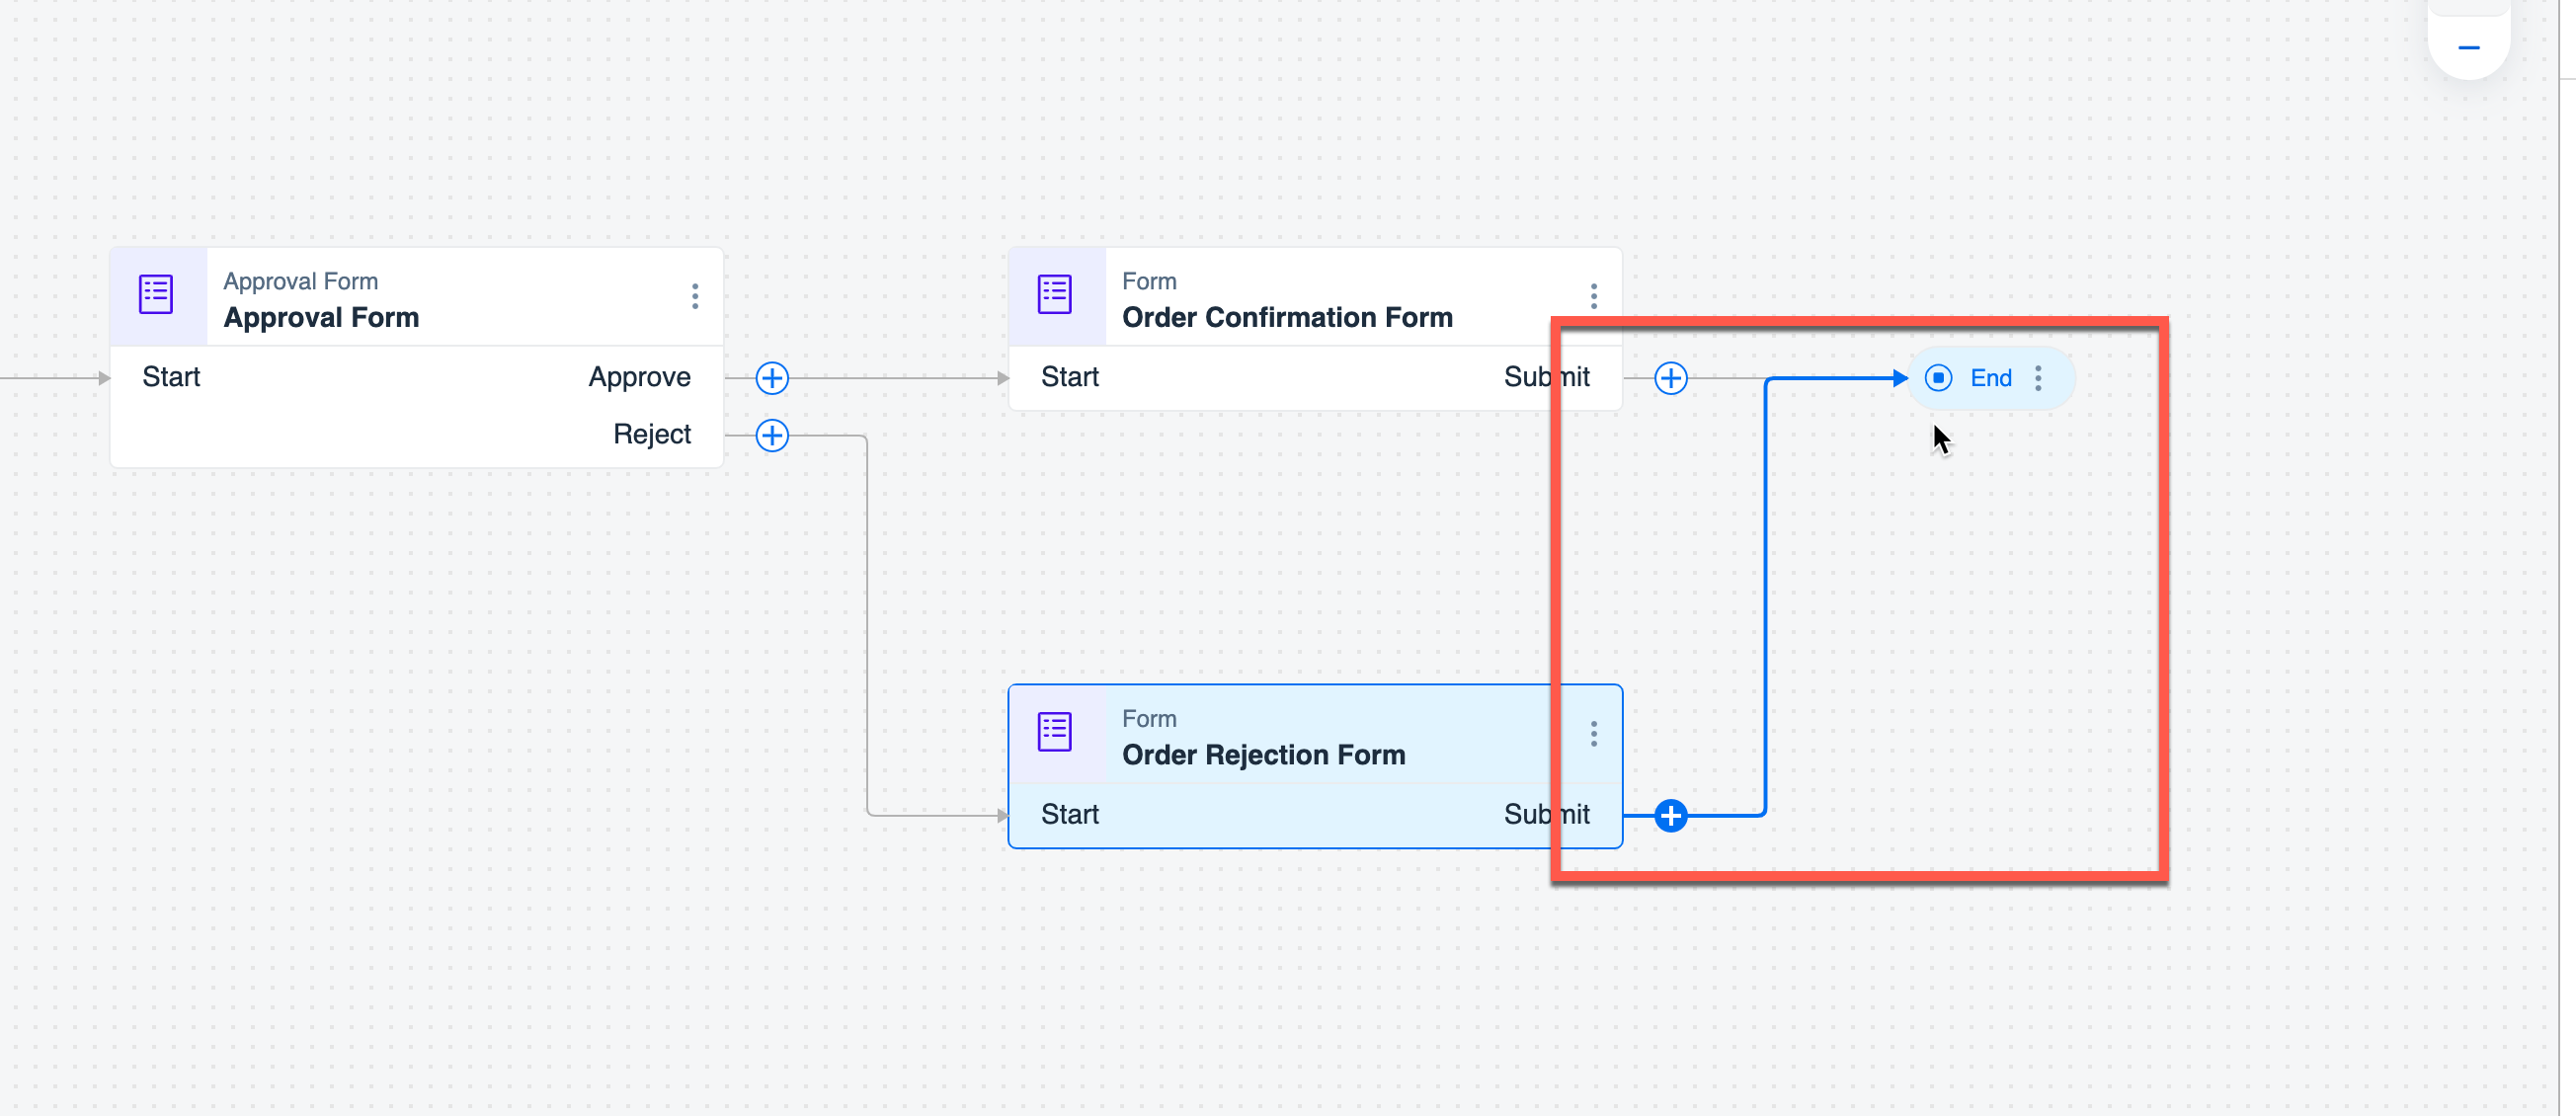 Approval Form
Approval Form
Start
Approve
Reject
Form
Order Confirmation Form
Start
Submit
End
Form
Order Rejection Form
Start
Submit